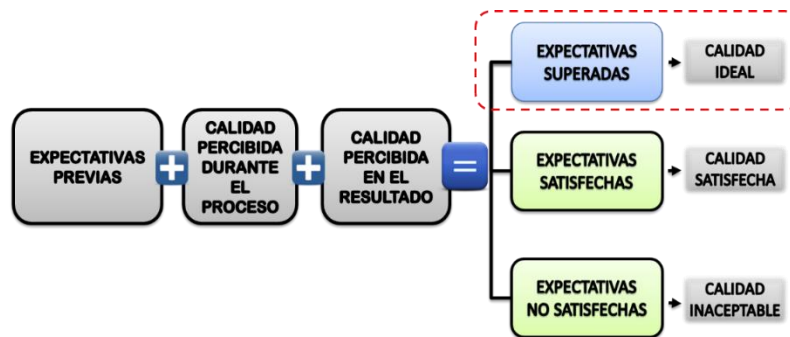 EXPECTATIVAS
PREVIAS
+
CALIDAD
PERCIBIDA
DURANTE
EL
PROCESO
+
CALIDAD
PERCIBIDA
EN EL
RESULTADO
=
EXPECTATIVAS
SUPERADAS
CALIDAD
IDEAL
EXPECTATIVAS
SATISFECHAS
CALIDAD
SATISFECHA
EXPECTATIVAS
NO SATISFECHAS
CALIDAD
INACEPTABLE